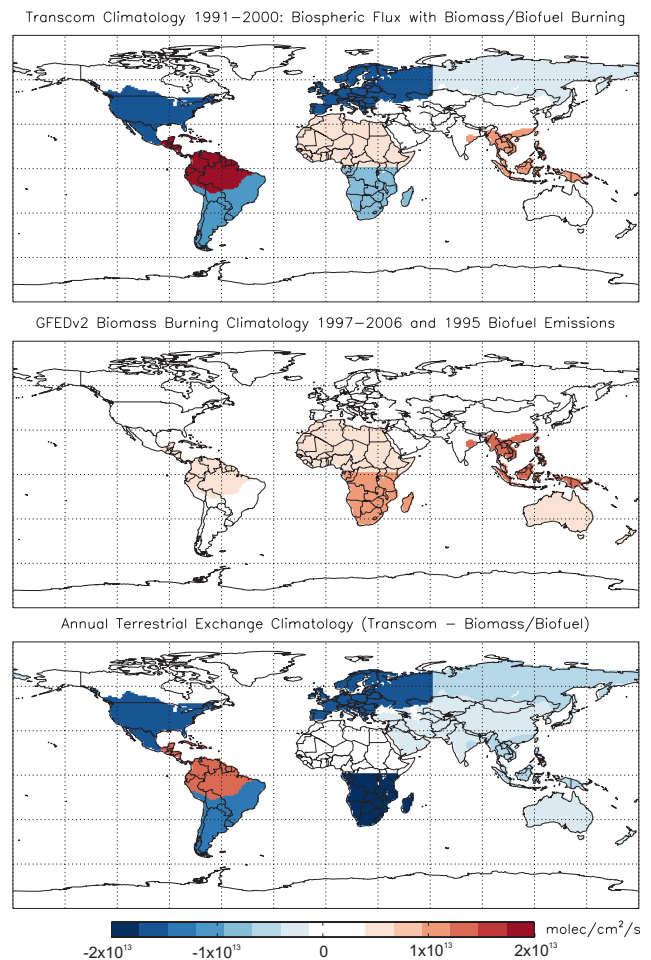 Transcom Climatology 1991−2000: Biospheric Flux with Biomass/Biofuel Burning
GFEDv2 Biomass Burning Climatology 1997−2006 and 1995 Biofuel Emissions
Annual Terrestrial Exchange Climatology (Transcom − Biomass/Biofuel)
molec/cm²/s
-2x10¹³ -1x10¹³ 0 1x10¹³ 2x10¹³